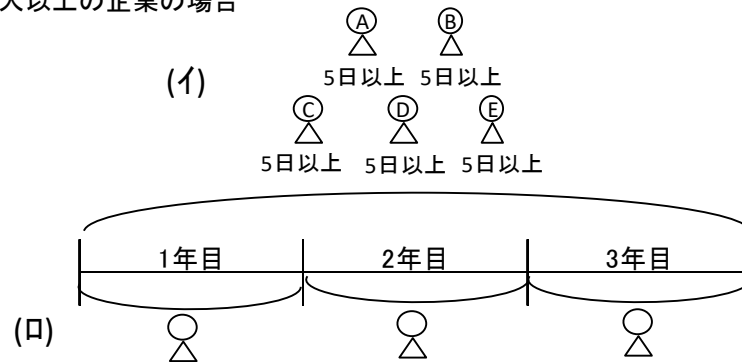 人以上の企業の場合
A B
(イ) 5日以上 5日以上
C D E
5日以上 5日以上 5日以上
1年目 2年目 3年目
(ロ)